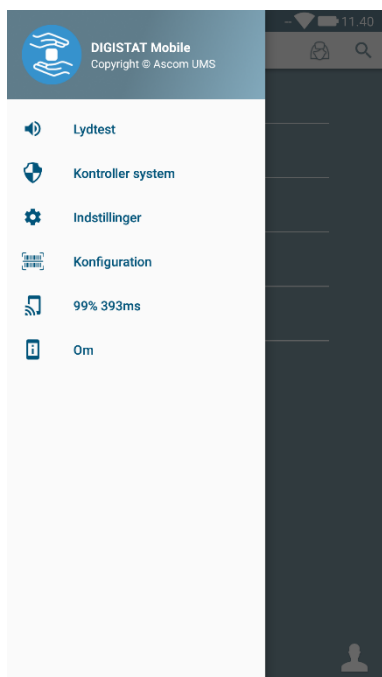 11.40
DIGISTAT Mobile
Copyright © Ascom UMS
Lydtest
Kontroller system
Indstillinger
Konfiguration
99% 393ms
Om